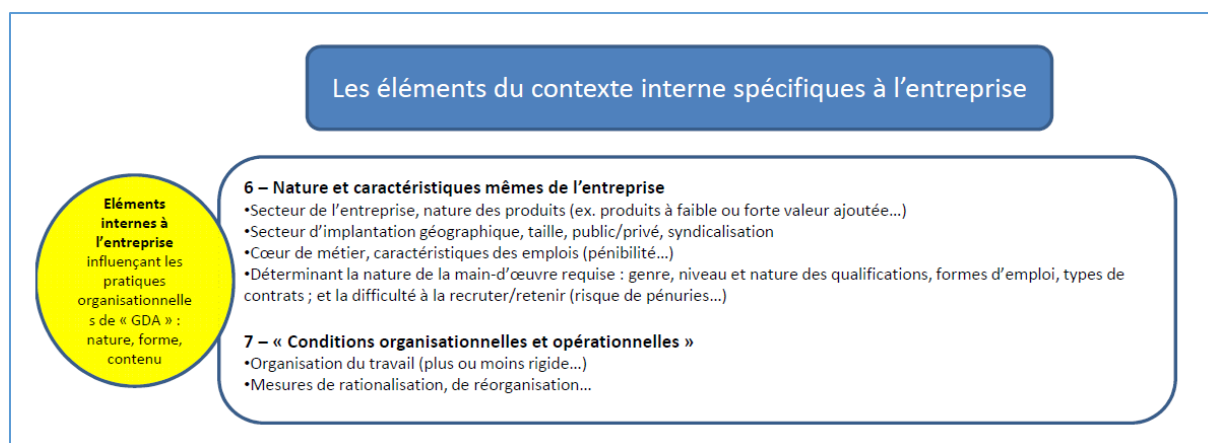 Les éléments du contexte interne spécifiques à l’entreprise
Eléments
internes à
l’entreprise
influençant les
pratiques
organisationnelle
s de « GDA » :
nature, forme,
contenu
6 – Nature et caractéristiques mêmes de l’entreprise
•Secteur de l’entreprise, nature des produits (ex. produits à faible ou forte valeur ajoutée…)
•Secteur d’implantation géographique, taille, public/privé, syndicalisation
•Cœur de métier, caractéristiques des emplois (pénibilité…)
•Déterminant la nature de la main-d’œuvre requise : genre, niveau et nature des qualifications, formes d’emploi, types de
contrats ; et la difficulté à la recruter/retenir (risque de pénuries…)
7 – « Conditions organisationnelles et opérationnelles »
•Organisation du travail (plus ou moins rigide…)
•Mesures de rationalisation, de réorganisation…